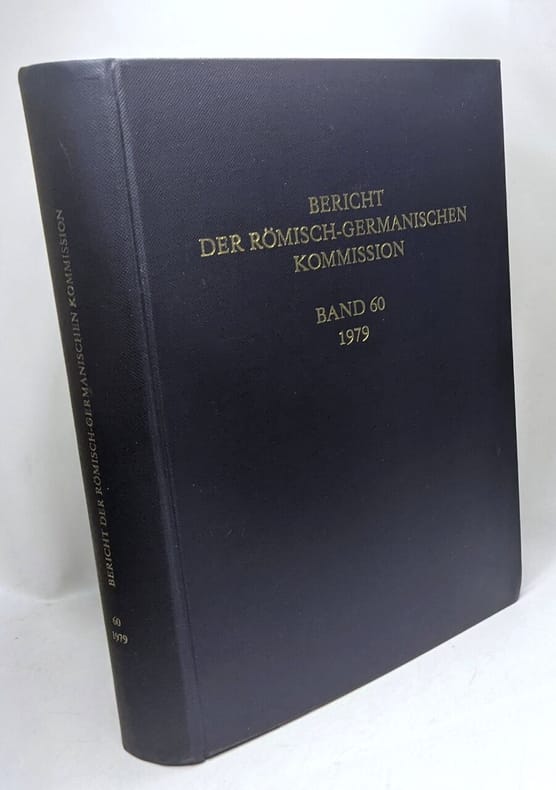 BERICHT
DER RÖMISCH-GERMANISCHEN
KOMMISSION
BAND 60
1979
BERICHT DER RÖMISCH-GERMANISCHEN KOMMISSION
60
1979